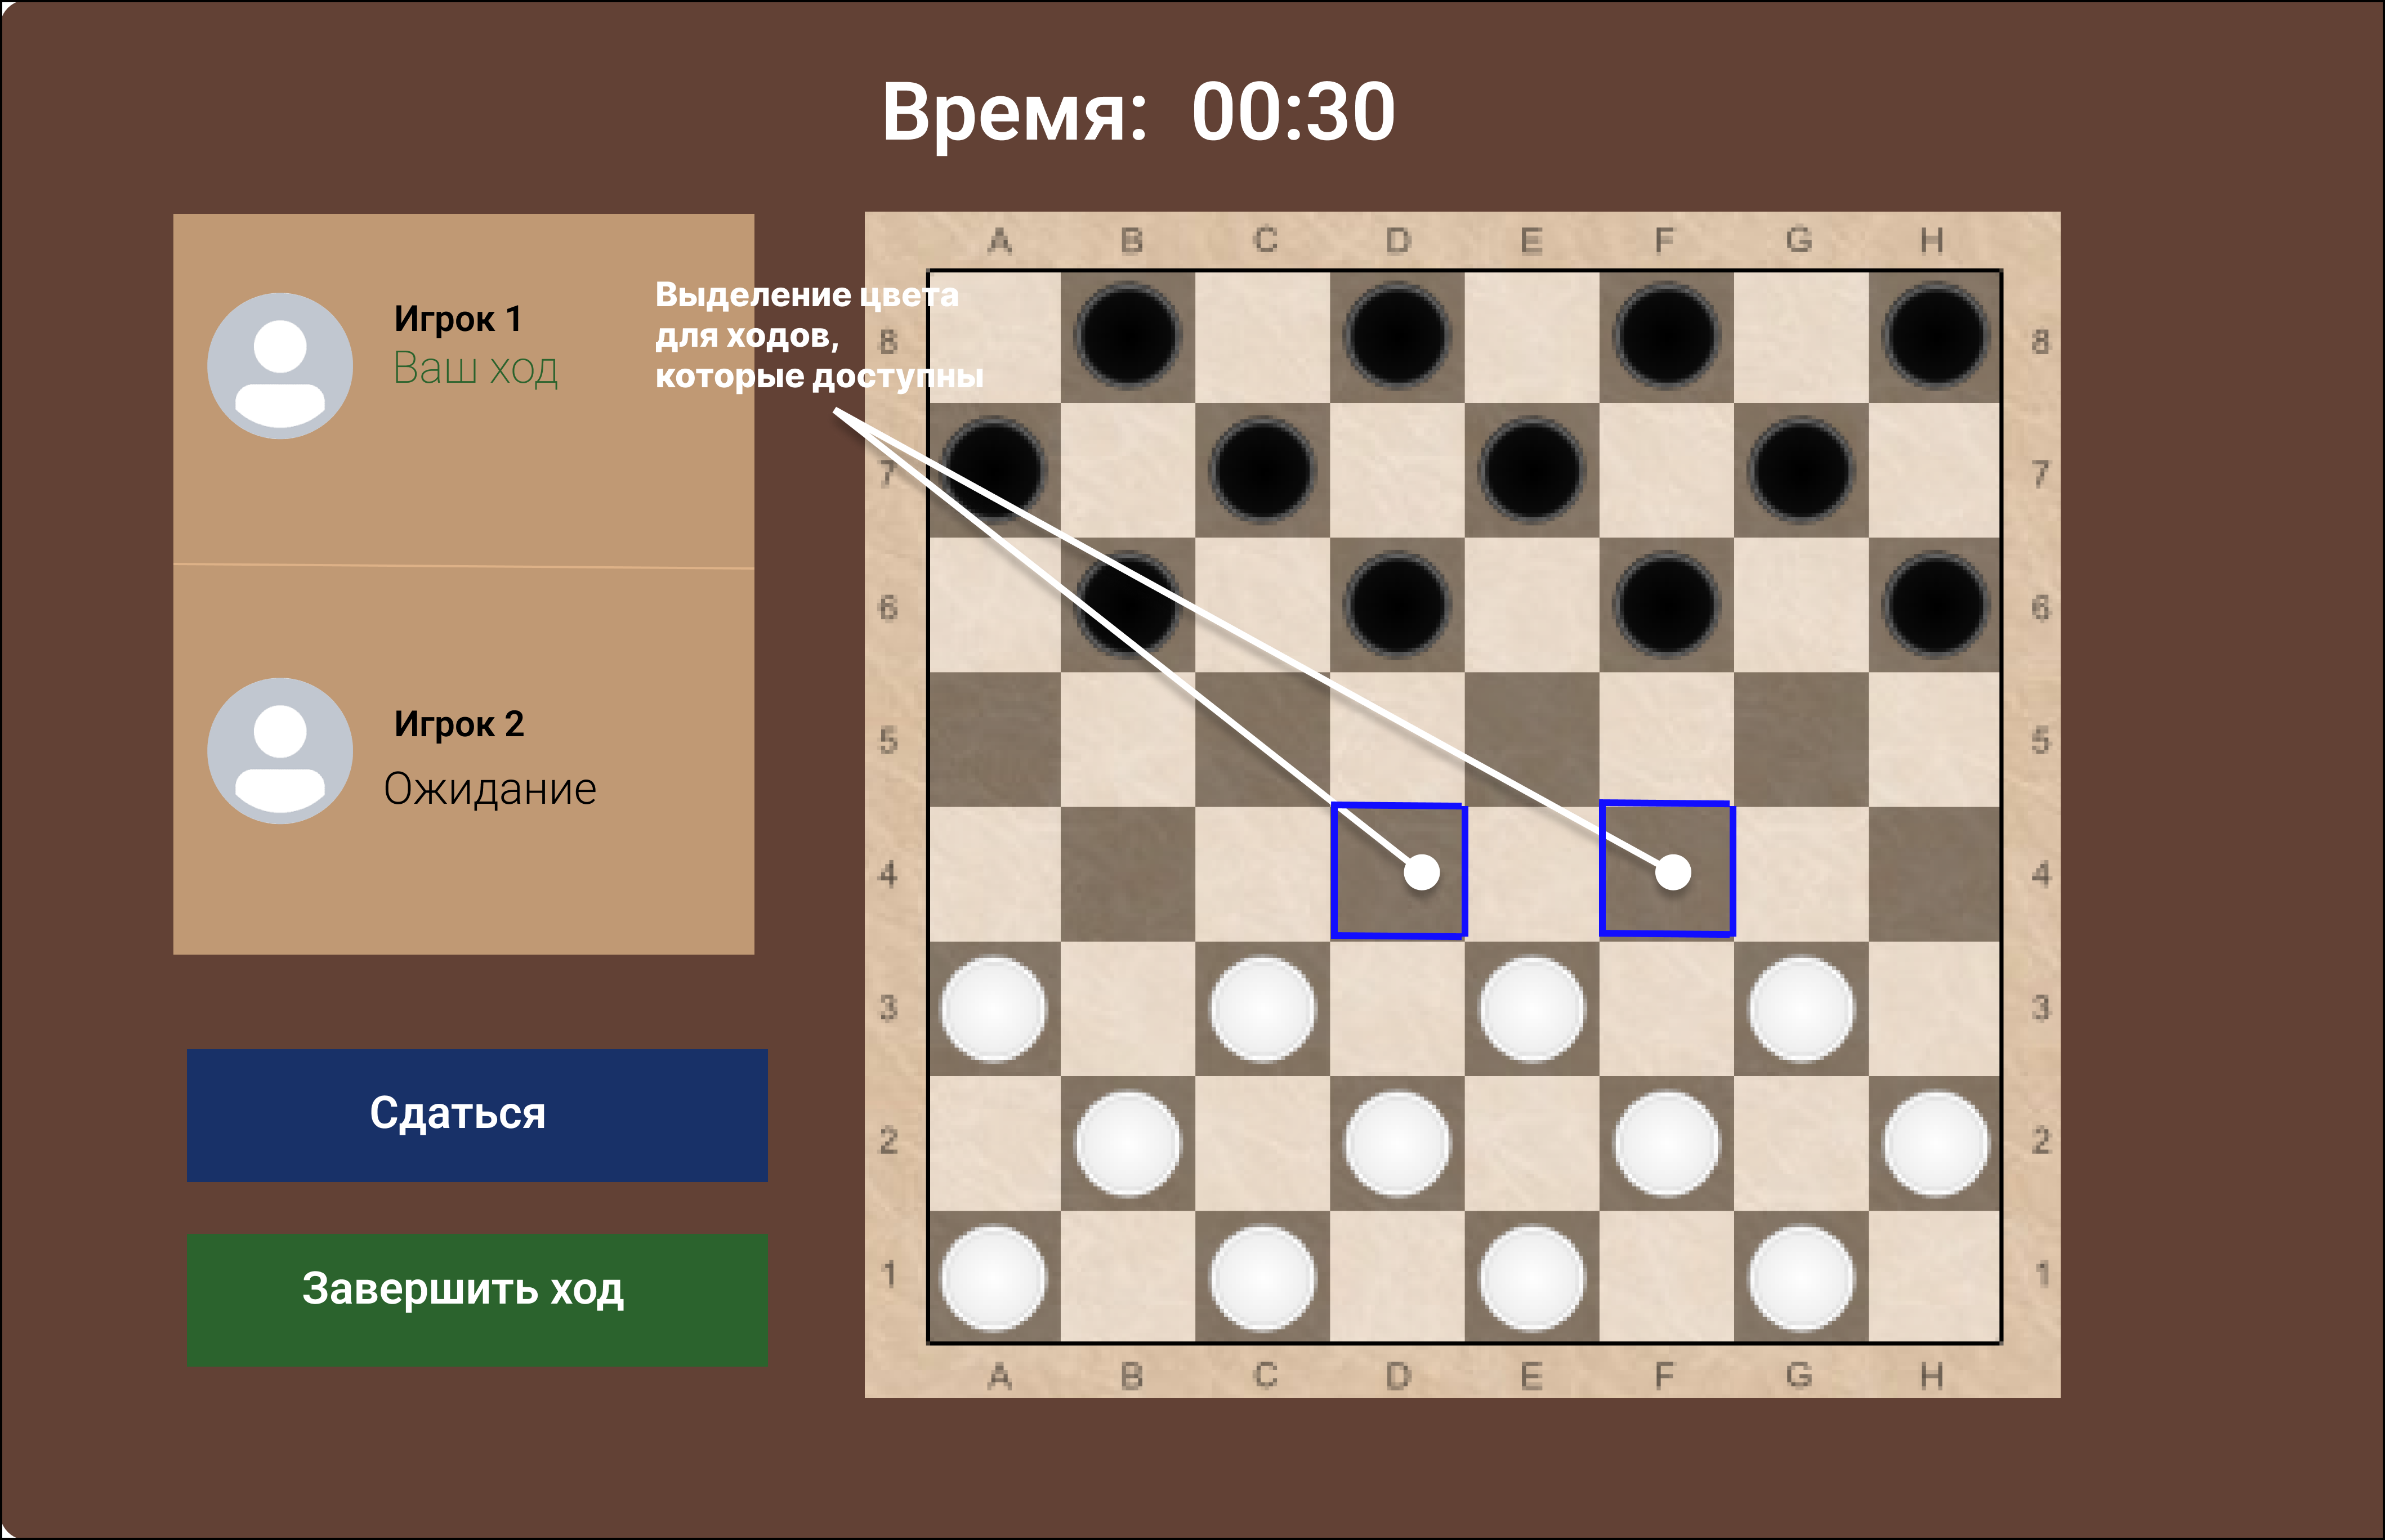 Время: 00:30
Игрок 1
Ваш ход
Выделение цвета
для ходов,
которые доступны
Игрок 2
Ожидание
Сдаться
Завершить ход
A B C D E F G H
8 8
7 7
6 6
5 5
4 4
3 3
2 2
1 1
A B C D E F G H